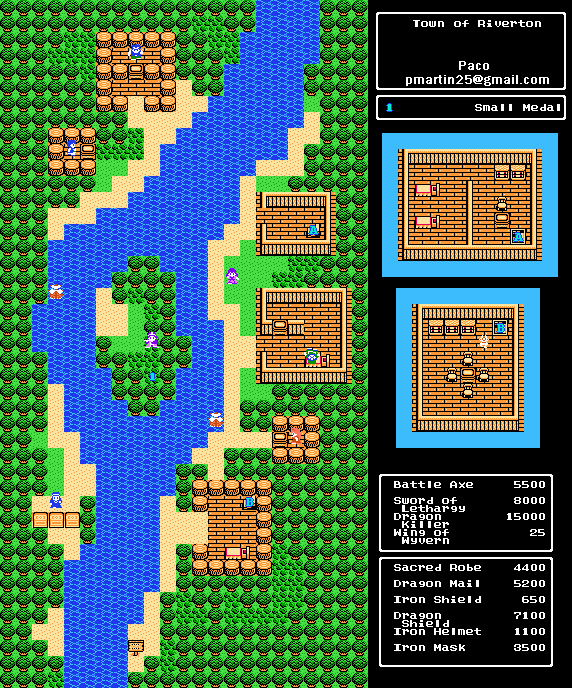 Town of Riverton
Paco
pmartin25@gmail.com
1 Small Medal
Battle Axe 5500
Sword of 8000
Lethargy
Dragon 15000
Killer
Wing of 25
Wyvern
Sacred Robe 4400
Dragon Mail 5200
Iron Shield 650
Dragon 7100
Shield
Iron Helmet 1100
Iron Mask 3500